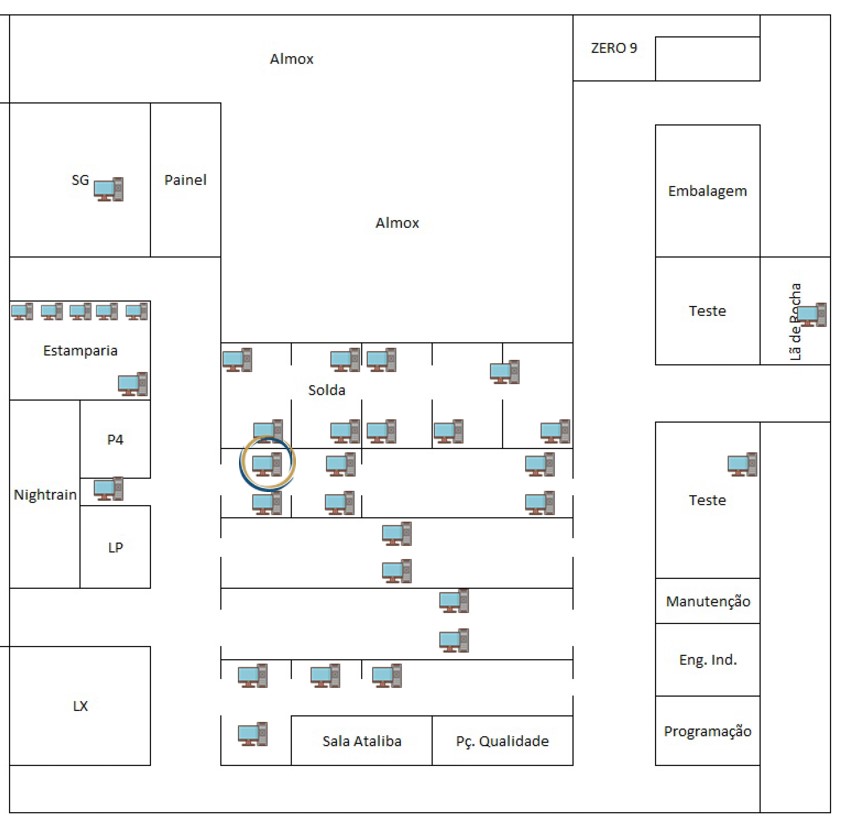 Almox
ZERO 9
SG
Painel
Embalagem
Almox
Teste
Lã de Rocha
Estamparia
Solda
P4
Nightrain
Teste
LP
Manutenção
Eng. Ind.
LX
Sala Ataliba
Pç. Qualidade
Programação